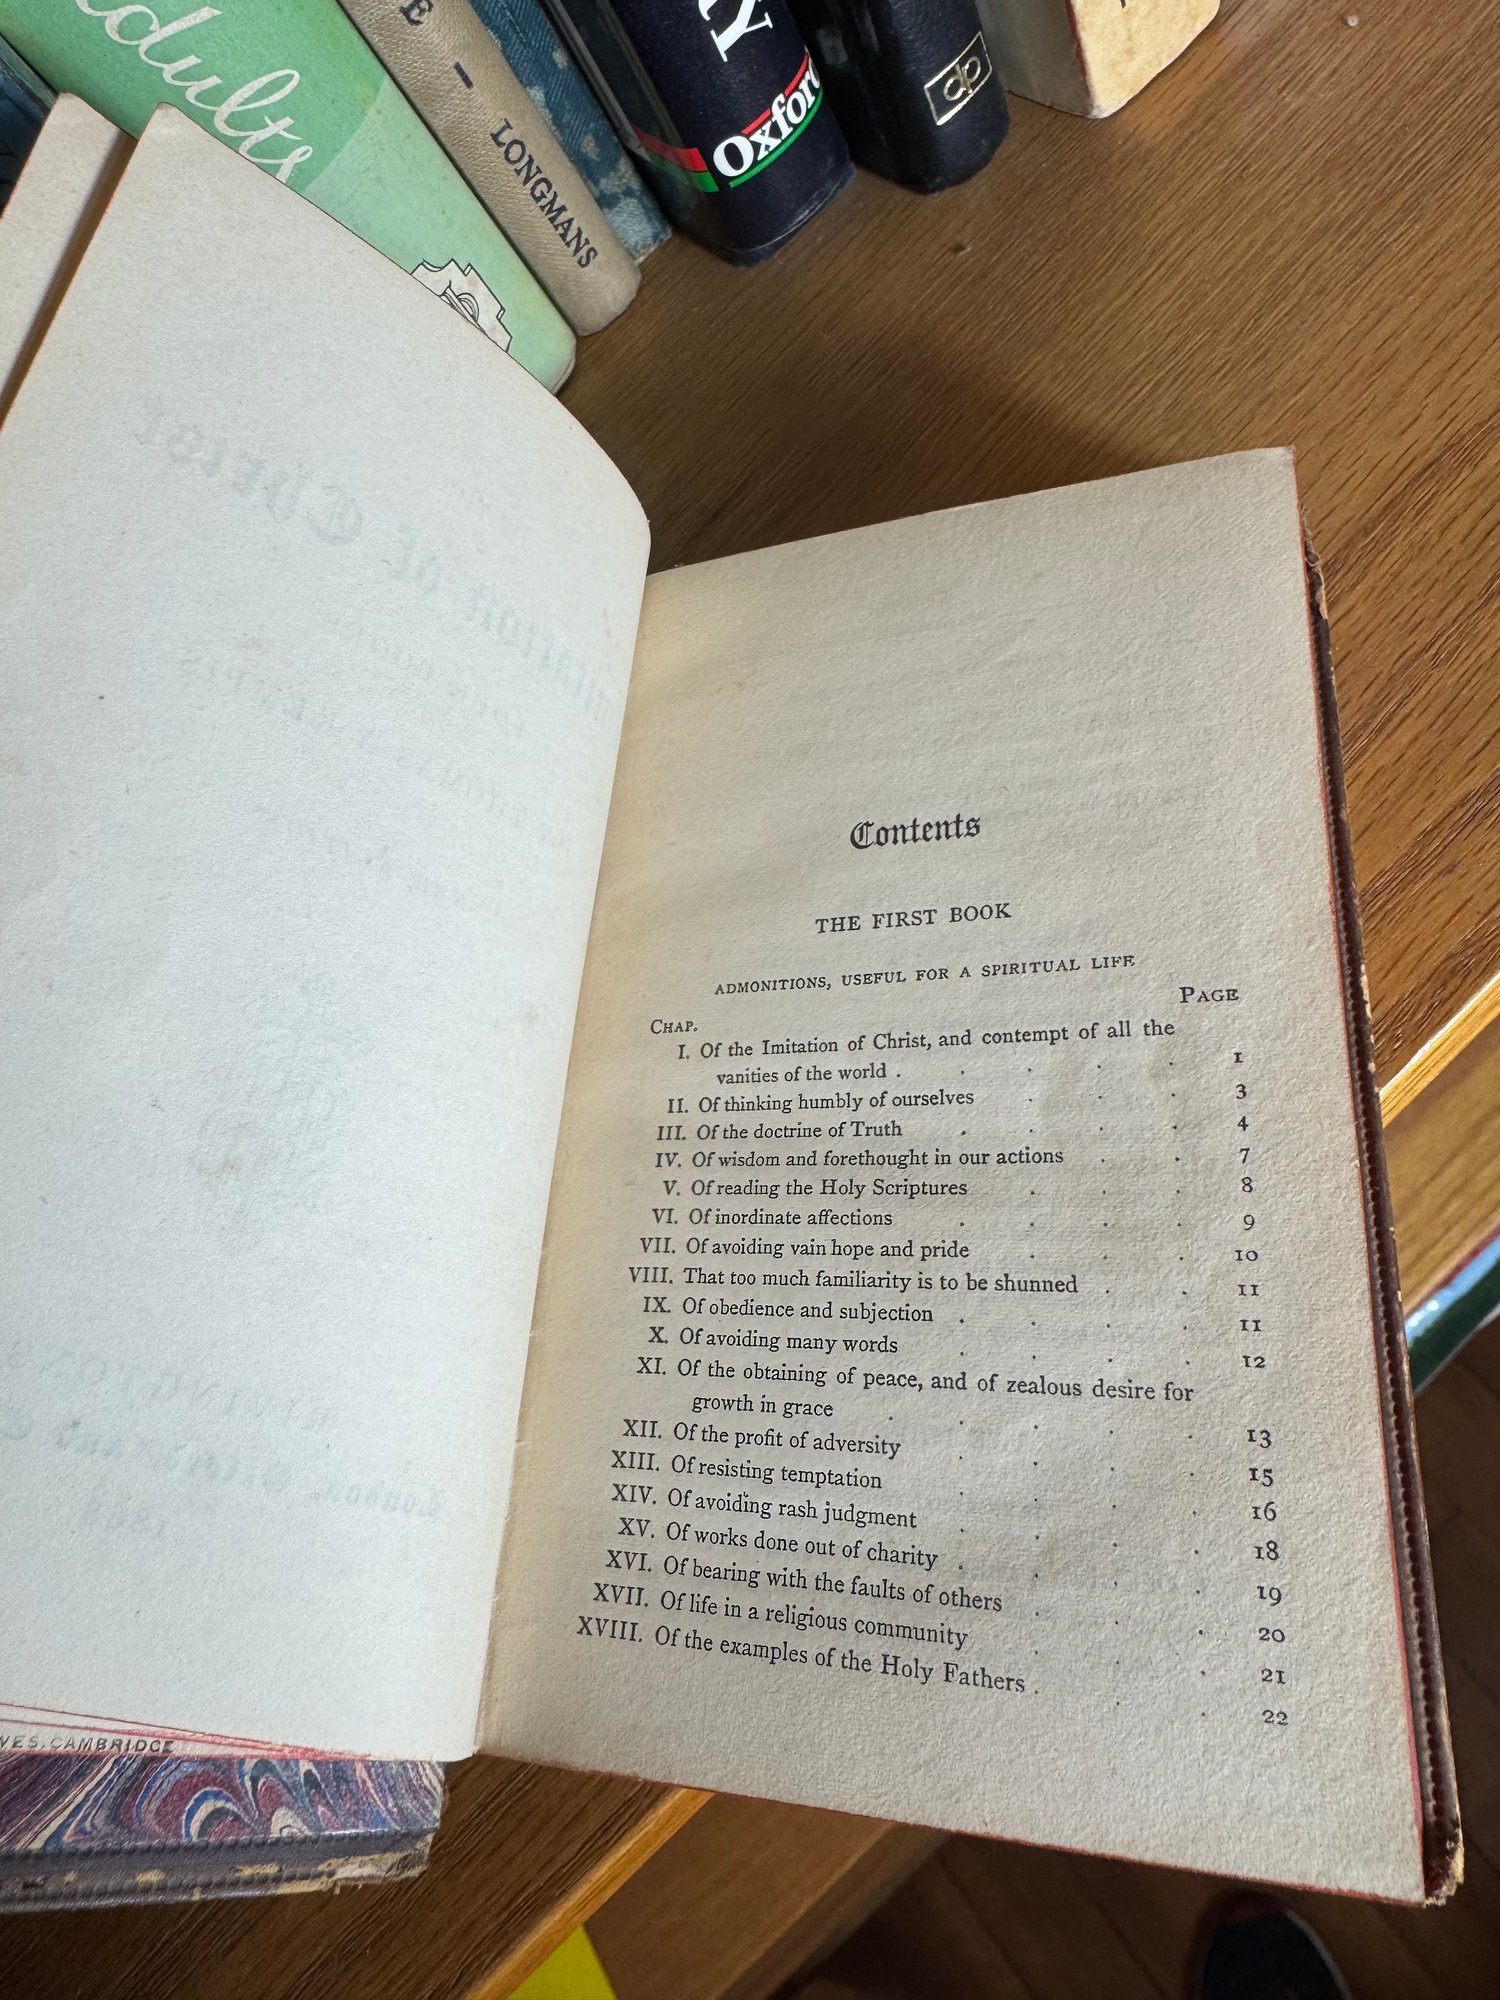 dults
E - LONGMANS
RY
Oxford
dp
Contents
THE FIRST BOOK
ADMONITIONS, USEFUL FOR A SPIRITUAL LIFE
CHAP. PAGE
I. Of the Imitation of Christ, and contempt of all the
vanities of the world . . . . . 1
II. Of thinking humbly of ourselves . . . 3
III. Of the doctrine of Truth . . . . 4
IV. Of wisdom and forethought in our actions . . 7
V. Of reading the Holy Scriptures . . . 8
VI. Of inordinate affections . . . . 9
VII. Of avoiding vain hope and pride . . . 10
VIII. That too much familiarity is to be shunned . . 11
IX. Of obedience and subjection . . . . 11
X. Of avoiding many words . . . . 12
XI. Of the obtaining of peace, and of zealous desire for
growth in grace . . . . . 13
XII. Of the profit of adversity . . . . 15
XIII. Of resisting temptation . . . . 16
XIV. Of avoiding rash judgment . . . . 18
XV. Of works done out of charity . . . . 19
XVI. Of bearing with the faults of others . . . 20
XVII. Of life in a religious community . . . 21
XVIII. Of the examples of the Holy Fathers . . . 22
VES, CAMBRIDGE